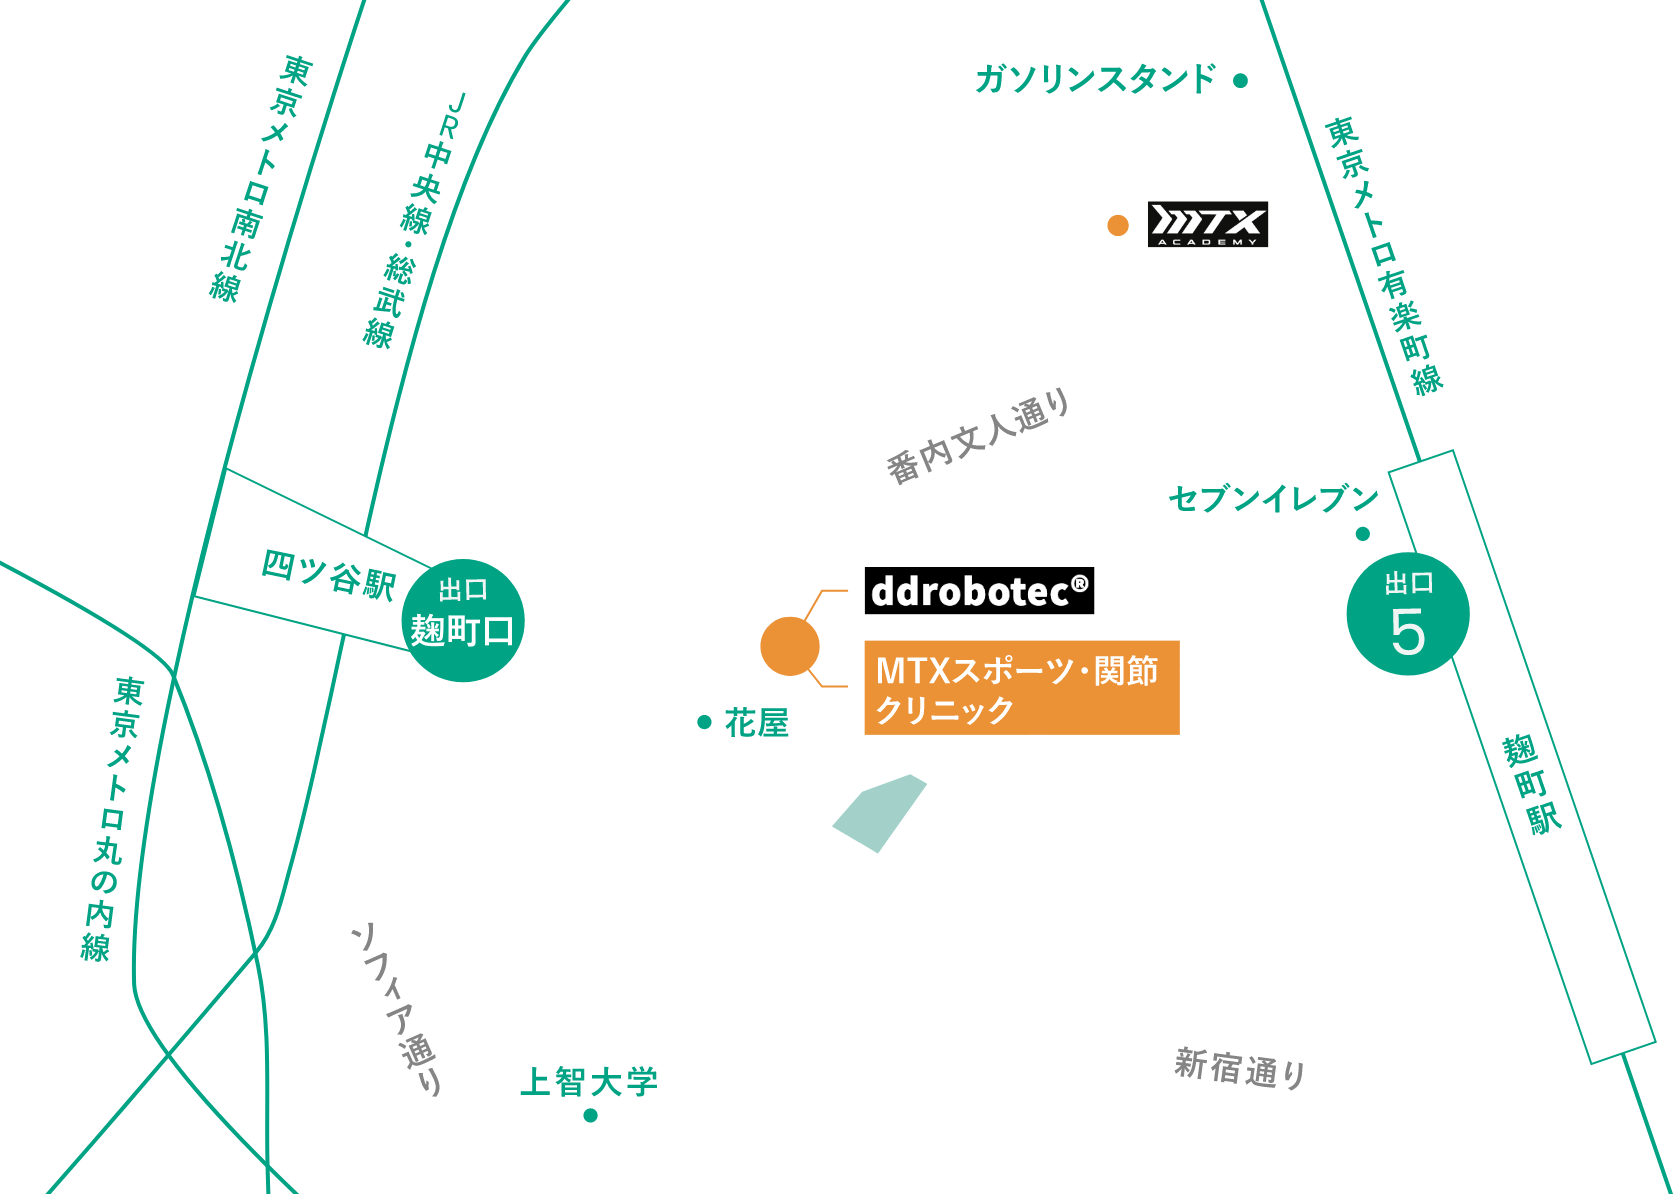 東京メトロ南北線
JR中央線・総武線
ガソリンスタンド
東京メトロ有楽町線
MTX
ACADEMY
番内文人通り
セブンイレブン
四ツ谷駅
出口
麹町口
ddrobotec®
出口
5
MTXスポーツ・関節
クリニック
花屋
東京メトロ丸の内線
麹町駅
ソフィア通り
上智大学
新宿通り